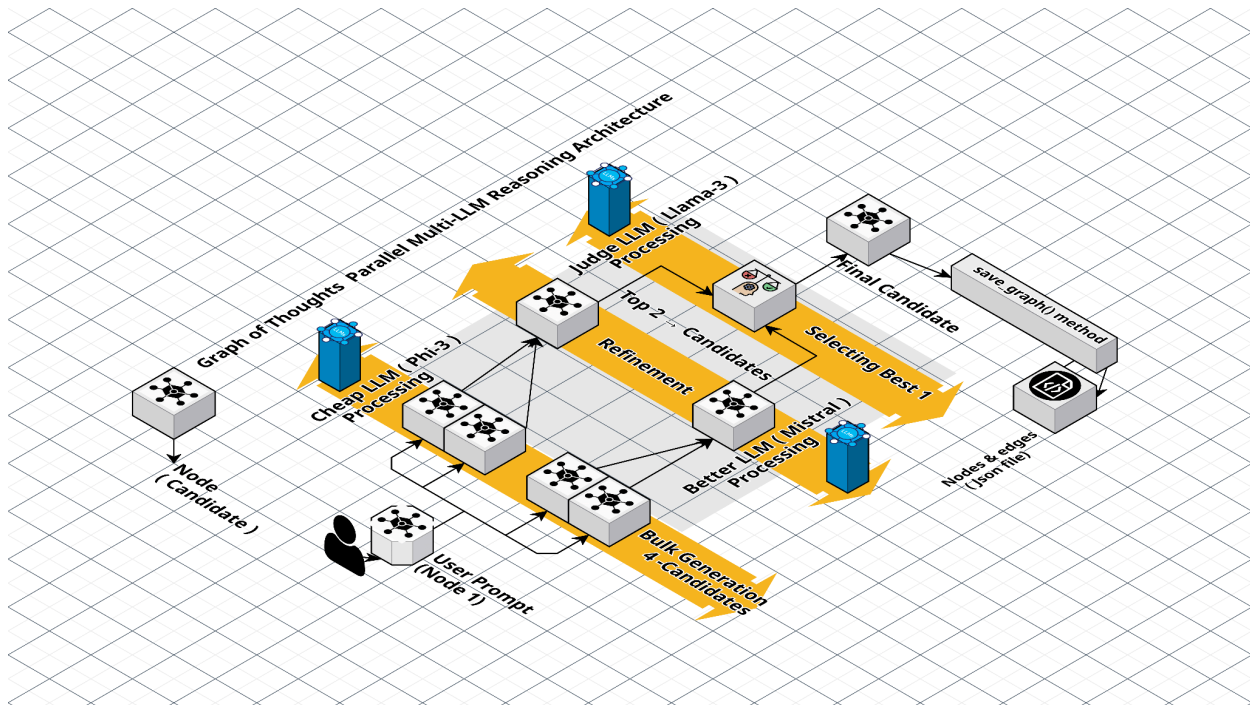 Graph of Thoughts Parallel Multi-LLM Reasoning Architecture
Judge LLM ( Llama-3 )
Processing
Top 2 → Candidates
Final Candidate
save_graph() method
Selecting Best 1
Refinement
Cheap LLM ( Phi-3 )
Processing
Better LLM ( Mistral )
Processing
Nodes & edges
( Json file)
Node
( Candidate )
User Prompt
(Node 1)
Bulk Generation
4 -Candidates